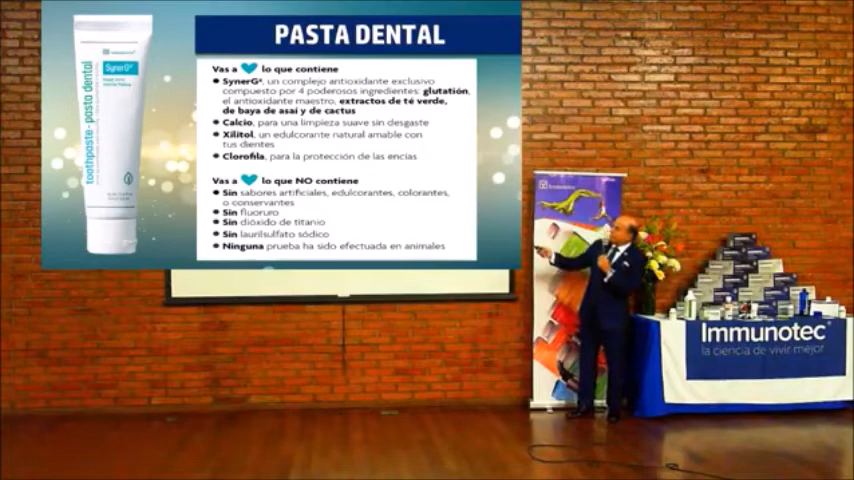 PASTA DENTAL
Vas a lo que contiene
SynerG®, un complejo antioxidante exclusivo
compuesto por 4 poderosos ingredientes: glutatión,
el antioxidante maestro, extractos de té verde,
de baya de asaí y de cactus
Calcio, para una limpieza suave sin desgaste
Xilitol, un edulcorante natural amable con
tus dientes
Clorofila, para la protección de las encías
Vas a lo que NO contiene
Sin sabores artificiales, edulcorantes, colorantes,
o conservantes
Sin fluoruro
Sin dióxido de titanio
Sin laurilsulfato sódico
Ninguna prueba ha sido efectuada en animales
SynerG®
toothpaste · pasta dental
Immunotec®
la ciencia de vivir mejor